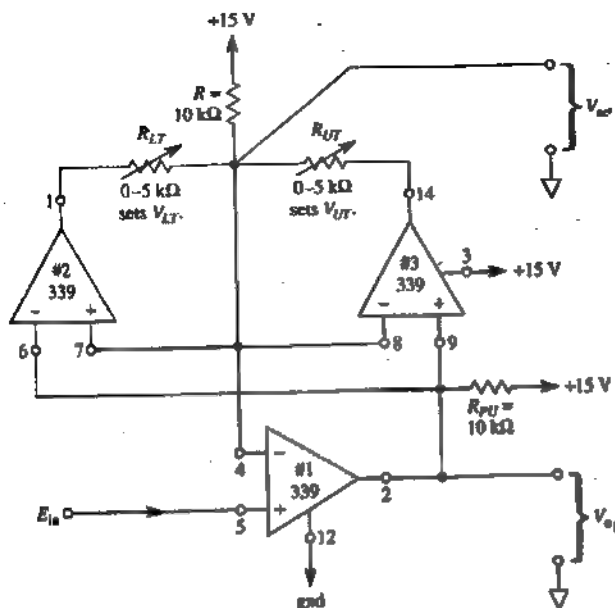 +15 V
R =
10 kΩ
R_LT
R_UT
0–5 kΩ
sets V_LT.
0–5 kΩ
sets V_UT.
1
14
3
+15 V
#2
339
#3
339
- +
- +
6
7
8
9
R_PU =
10 kΩ
+15 V
4
-
#1
339
2
E_in
5
+
12
gnd